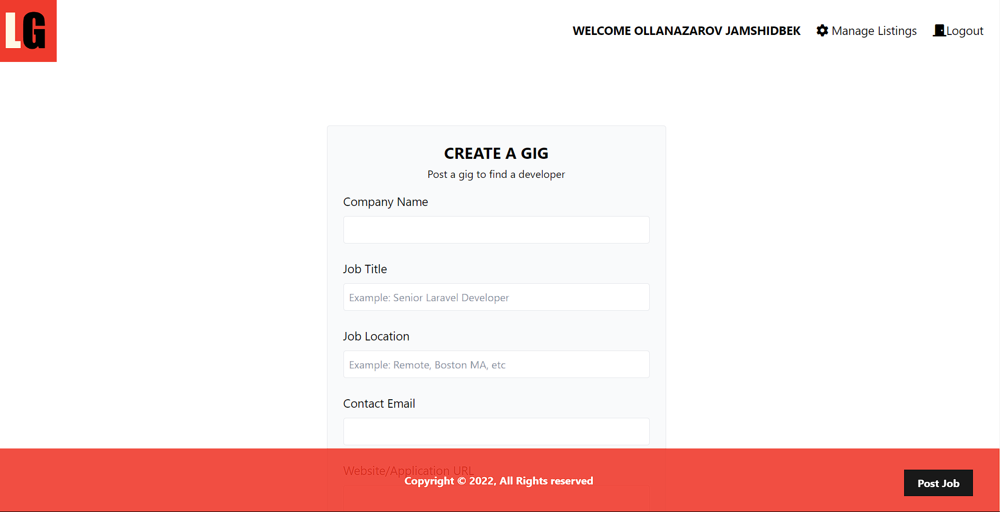 LG
WELCOME OLLANAZAROV JAMSHIDBEK
Manage Listings
Logout
CREATE A GIG
Post a gig to find a developer
Company Name
Job Title
Example: Senior Laravel Developer
Job Location
Example: Remote, Boston MA, etc
Contact Email
Website/Application URL
Copyright © 2022, All Rights reserved
Post Job